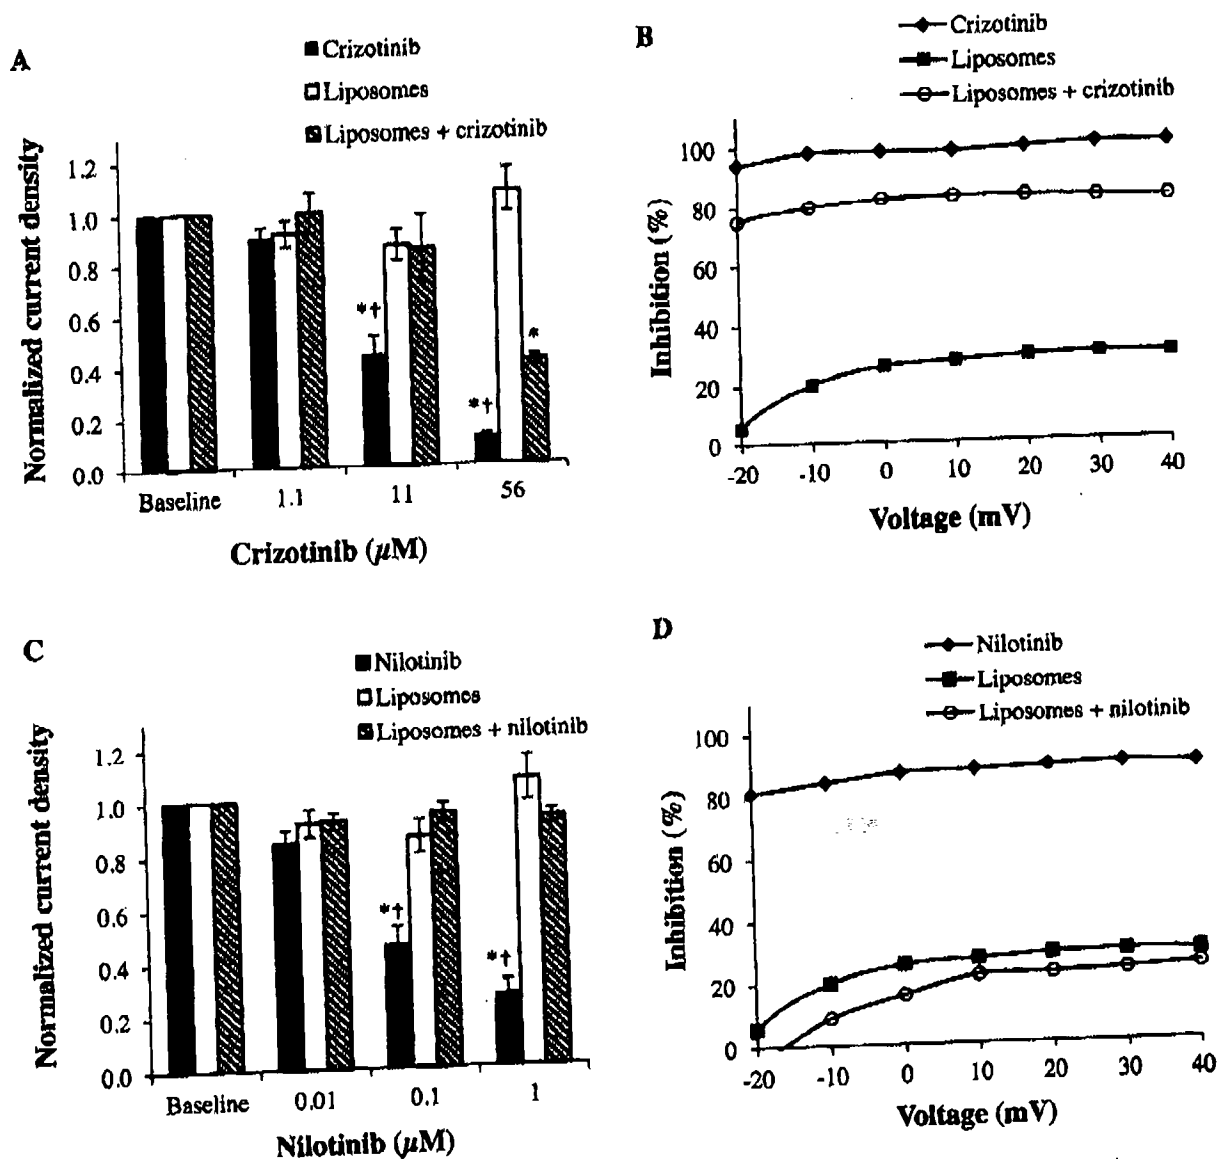 A
Crizotinib
Liposomes
Liposomes + crizotinib
Normalized current density
1.2
1.0
0.8
0.6
0.4
0.2
0.0
*†
*†
*
Baseline
1.1
11
56
Crizotinib (μM)
B
Crizotinib
Liposomes
Liposomes + crizotinib
Inhibition (%)
100
80
60
40
20
0
-20
-10
0
10
20
30
40
Voltage (mV)
C
Nilotinib
Liposomes
Liposomes + nilotinib
Normalized current density
1.2
1.0
0.8
0.6
0.4
0.2
0.0
*†
*†
Baseline
0.01
0.1
1
Nilotinib (μM)
D
Nilotinib
Liposomes
Liposomes + nilotinib
Inhibition (%)
100
80
60
40
20
0
-20
-10
0
10
20
30
40
Voltage (mV)